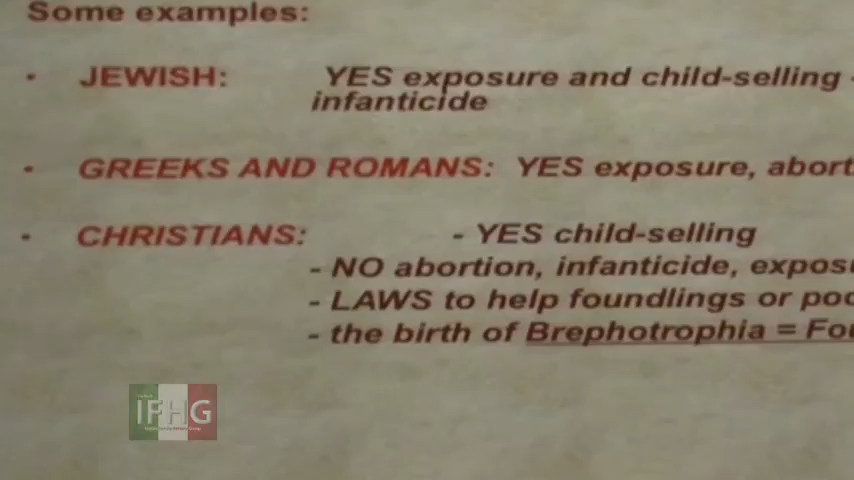 Some examples:
• JEWISH: YES exposure and child-selling -
infanticide
• GREEKS AND ROMANS: YES exposure, abort
• CHRISTIANS: - YES child-selling
- NO abortion, infanticide, expos
- LAWS to help foundlings or poo
- the birth of Brephotrophia = Fou
IFHG